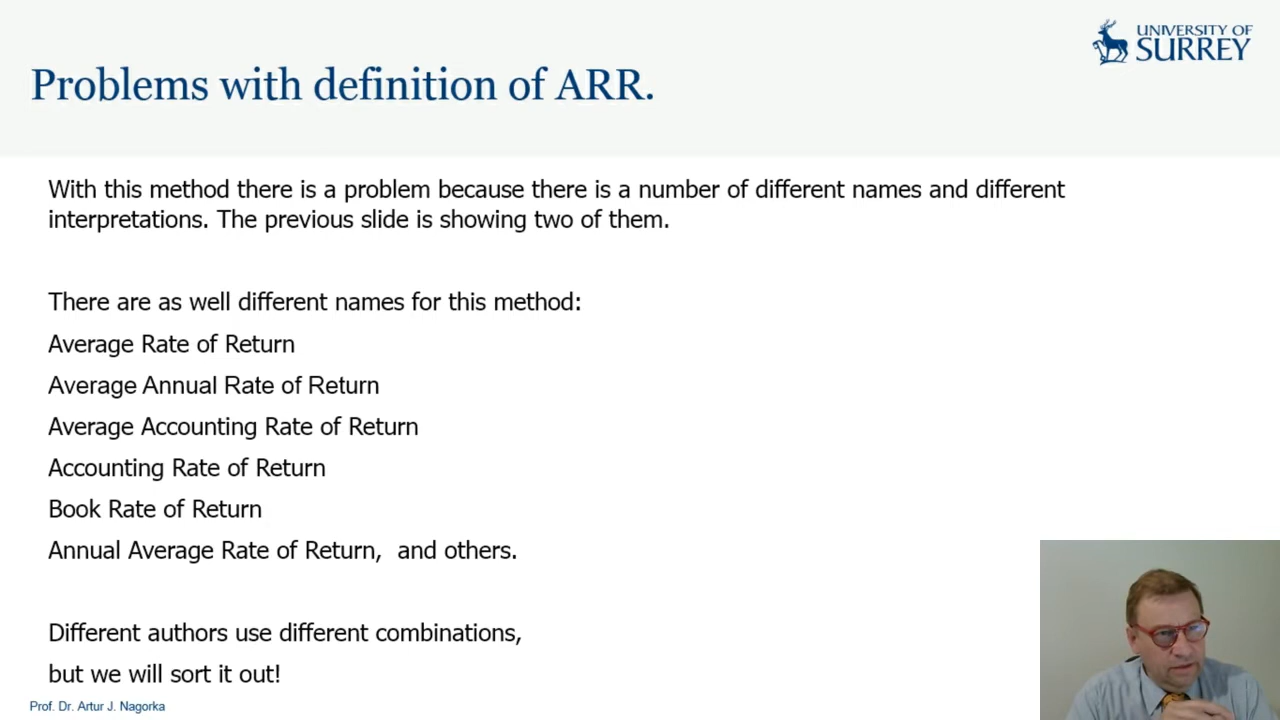 UNIVERSITY OF
SURREY
Problems with definition of ARR.
With this method there is a problem because there is a number of different names and different
interpretations. The previous slide is showing two of them.
There are as well different names for this method:
Average Rate of Return
Average Annual Rate of Return
Average Accounting Rate of Return
Accounting Rate of Return
Book Rate of Return
Annual Average Rate of Return,  and others.
Different authors use different combinations,
but we will sort it out!
Prof. Dr. Artur J. Nagorka